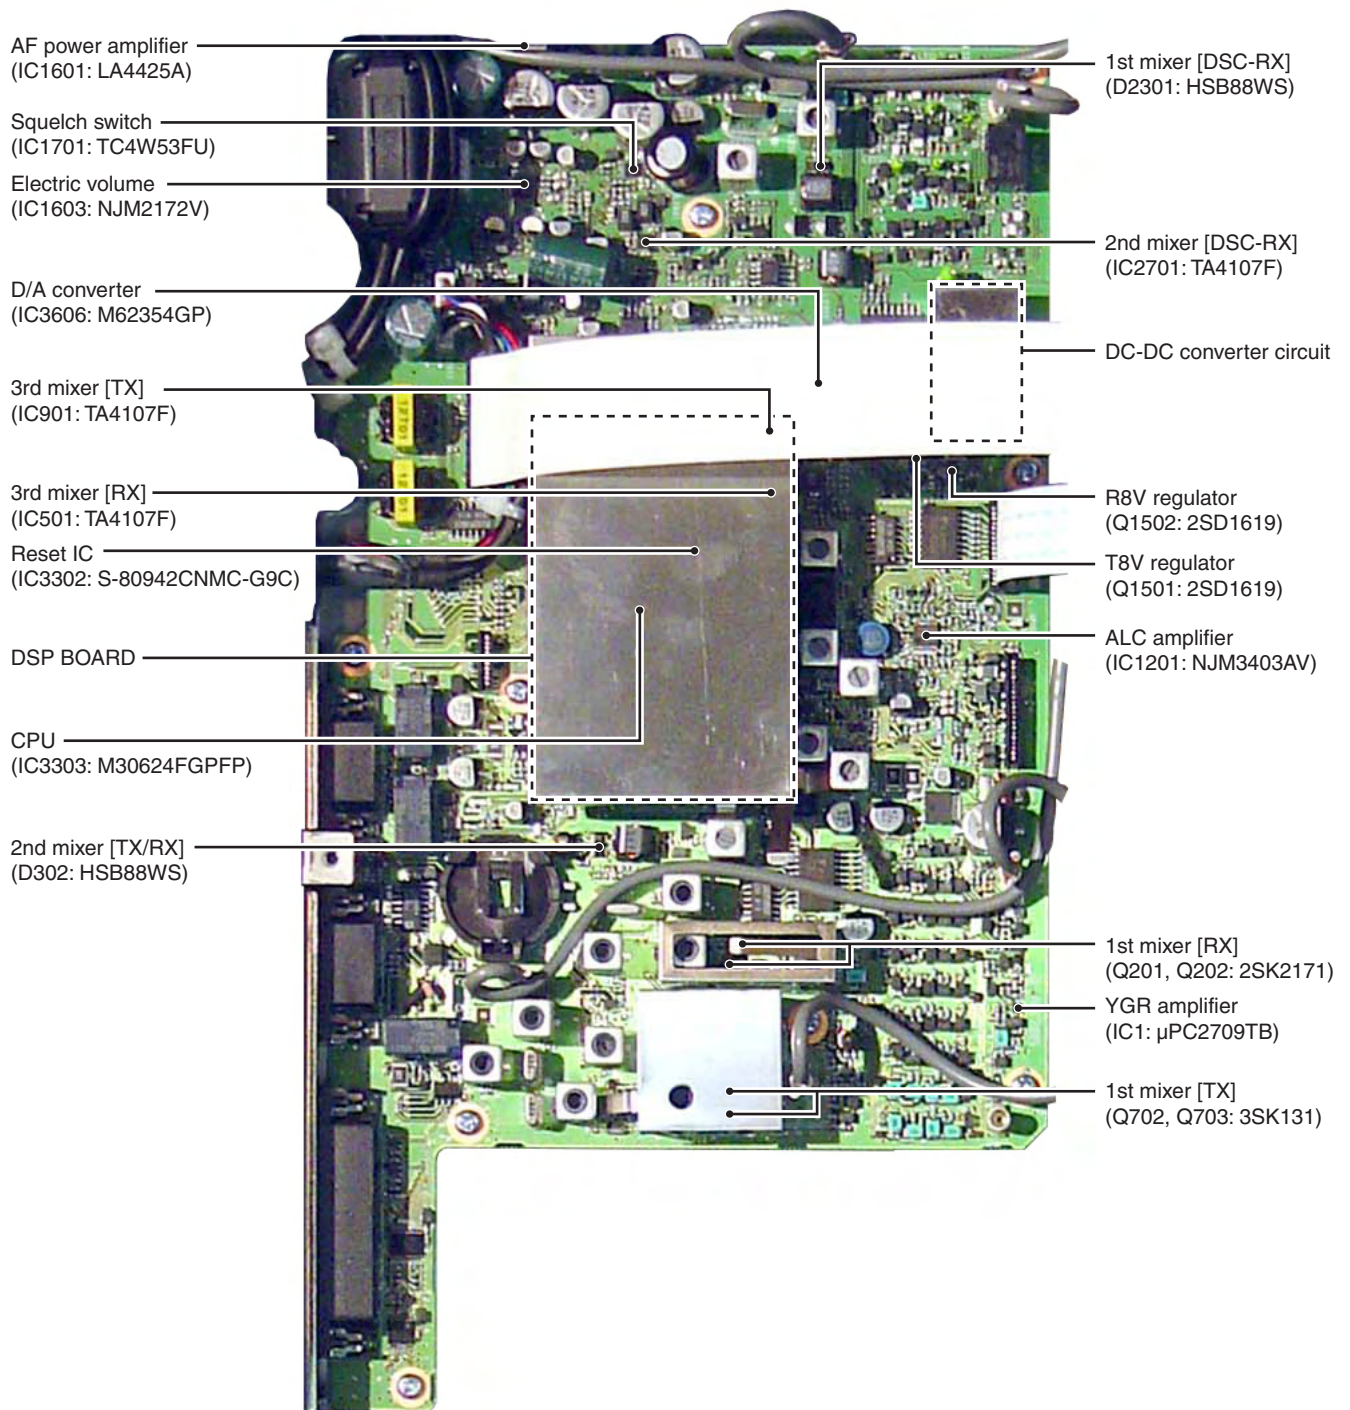 AF power amplifier
(IC1601: LA4425A)
Squelch switch
(IC1701: TC4W53FU)
Electric volume
(IC1603: NJM2172V)
D/A converter
(IC3606: M62354GP)
3rd mixer [TX]
(IC901: TA4107F)
3rd mixer [RX]
(IC501: TA4107F)
Reset IC
(IC3302: S-80942CNMC-G9C)
DSP BOARD
CPU
(IC3303: M30624FGPFP)
2nd mixer [TX/RX]
(D302: HSB88WS)
1st mixer [DSC-RX]
(D2301: HSB88WS)
2nd mixer [DSC-RX]
(IC2701: TA4107F)
DC-DC converter circuit
R8V regulator
(Q1502: 2SD1619)
T8V regulator
(Q1501: 2SD1619)
ALC amplifier
(IC1201: NJM3403AV)
1st mixer [RX]
(Q201, Q202: 2SK2171)
YGR amplifier
(IC1: µPC2709TB)
1st mixer [TX]
(Q702, Q703: 3SK131)